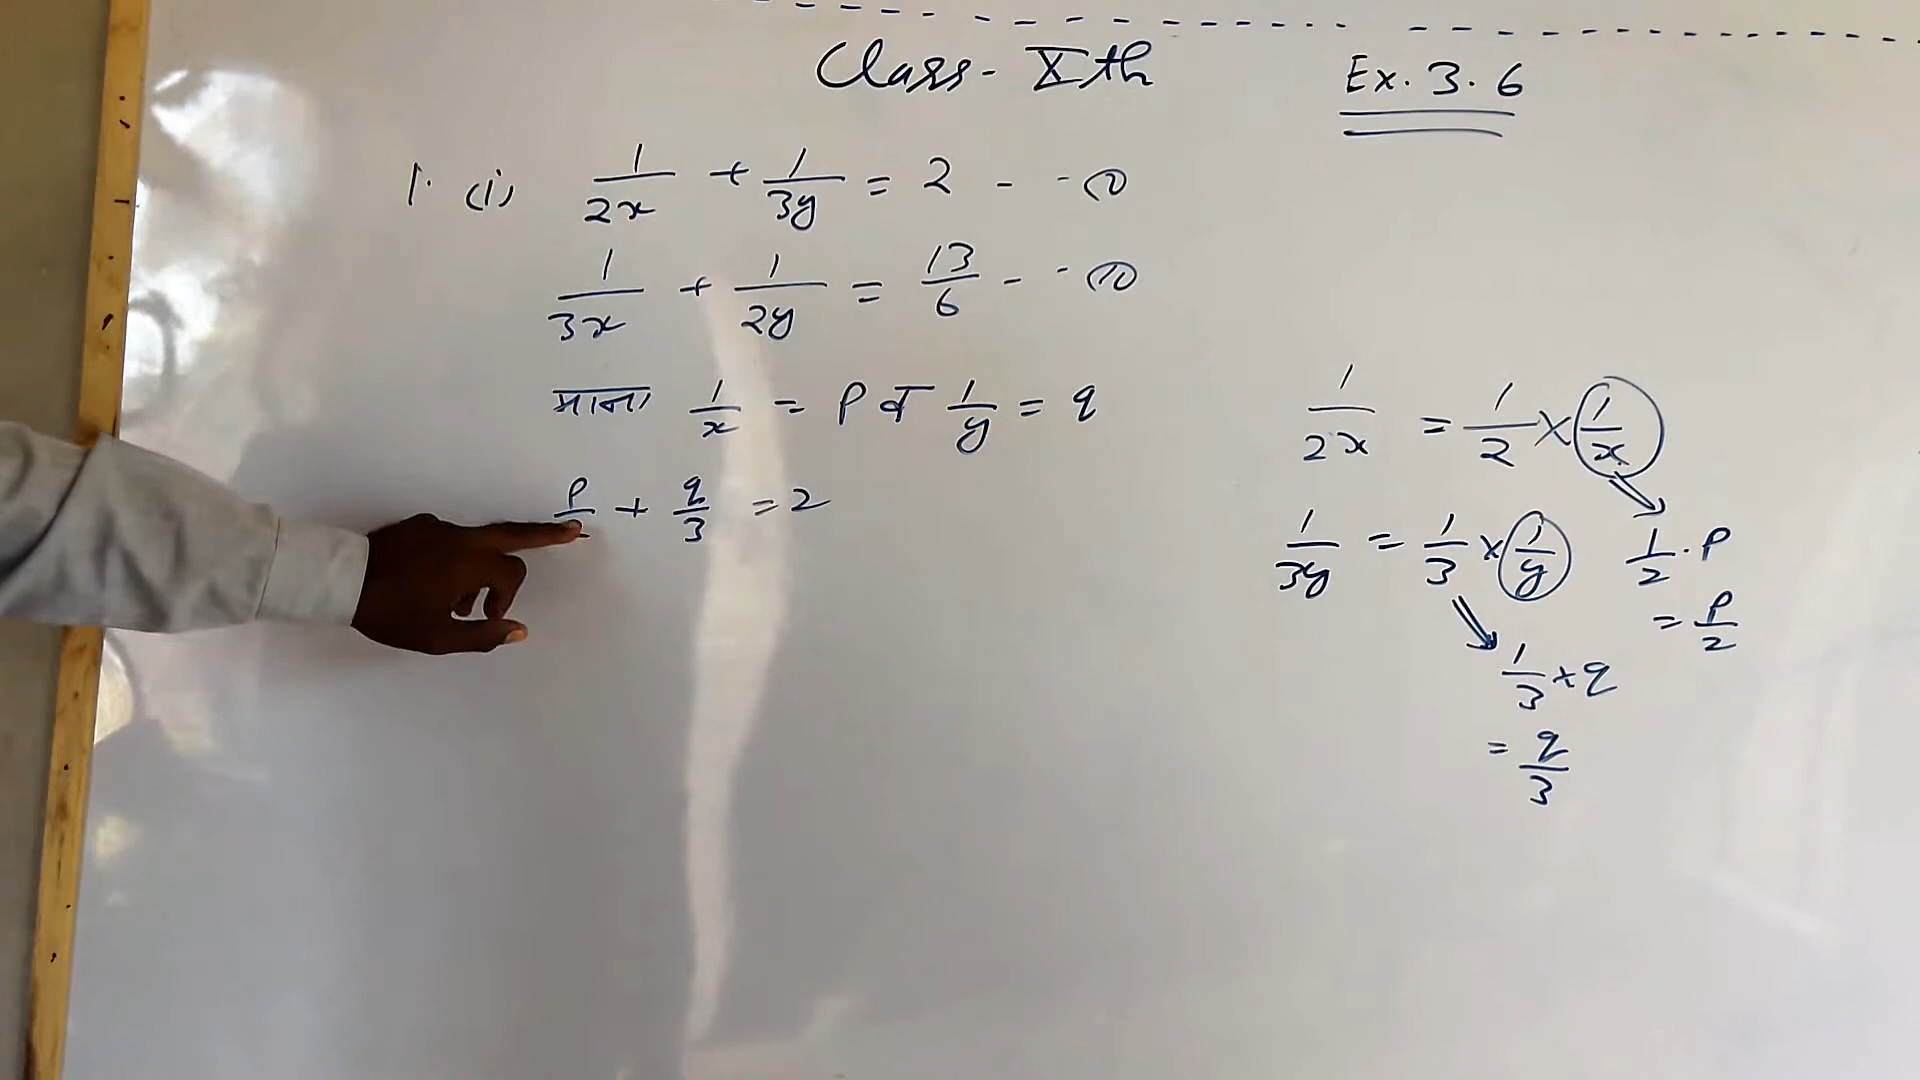 Class - Xth
Ex. 3.6
1. (i) 1/2x + 1/3y = 2 - - (i)
1/3x + 1/2y = 13/6 - - (ii)
माना 1/x = p व 1/y = q
p/2 + q/3 = 2
1/2x = 1/2 × 1/x
1/3y = 1/3 × 1/y
1/2 . p
= p/2
1/3 × q
= q/3